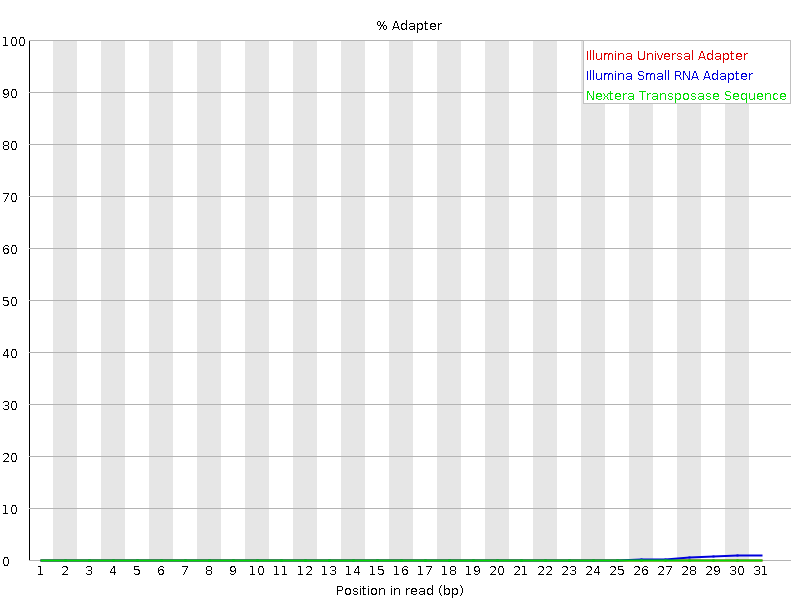 % Adapter
Illumina Universal Adapter
Illumina Small RNA Adapter
Nextera Transposase Sequence
100
90
80
70
60
50
40
30
20
10
0
1 2 3 4 5 6 7 8 9 10 11 12 13 14 15 16 17 18 19 20 21 22 23 24 25 26 27 28 29 30 31
Position in read (bp)